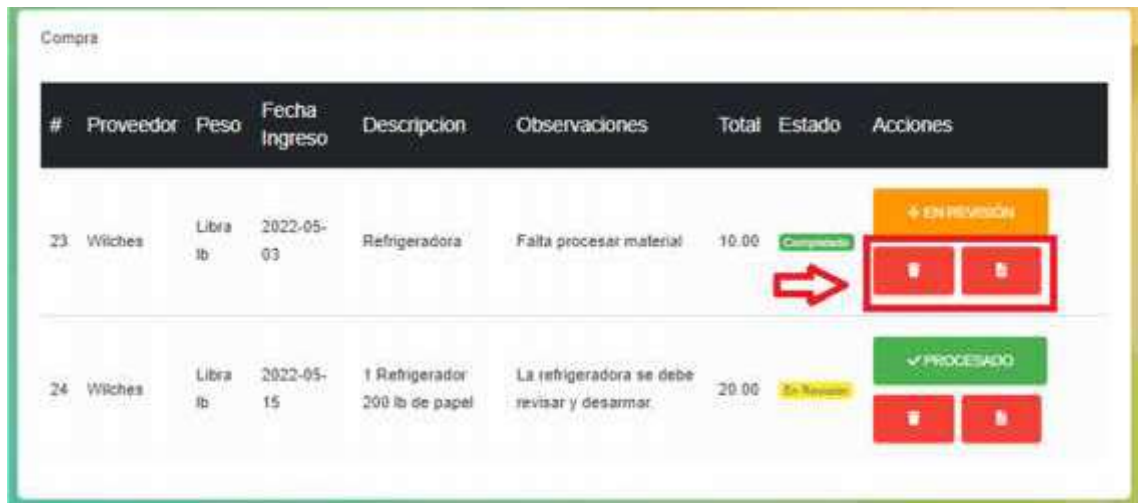 Compra
# Proveedor Peso Fecha Ingreso Descripcion Observaciones Total Estado Acciones
23 Wilches Libra lb 2022-05-03 Refrigeradora Falta procesar material 10.00 Completado EN REVISIÓN
24 Wilches Libra lb 2022-05-15 1 Refrigerador 200 lb de papel La refrigeradora se debe revisar y desarmar. 20.00 En Revisión PROCESADO